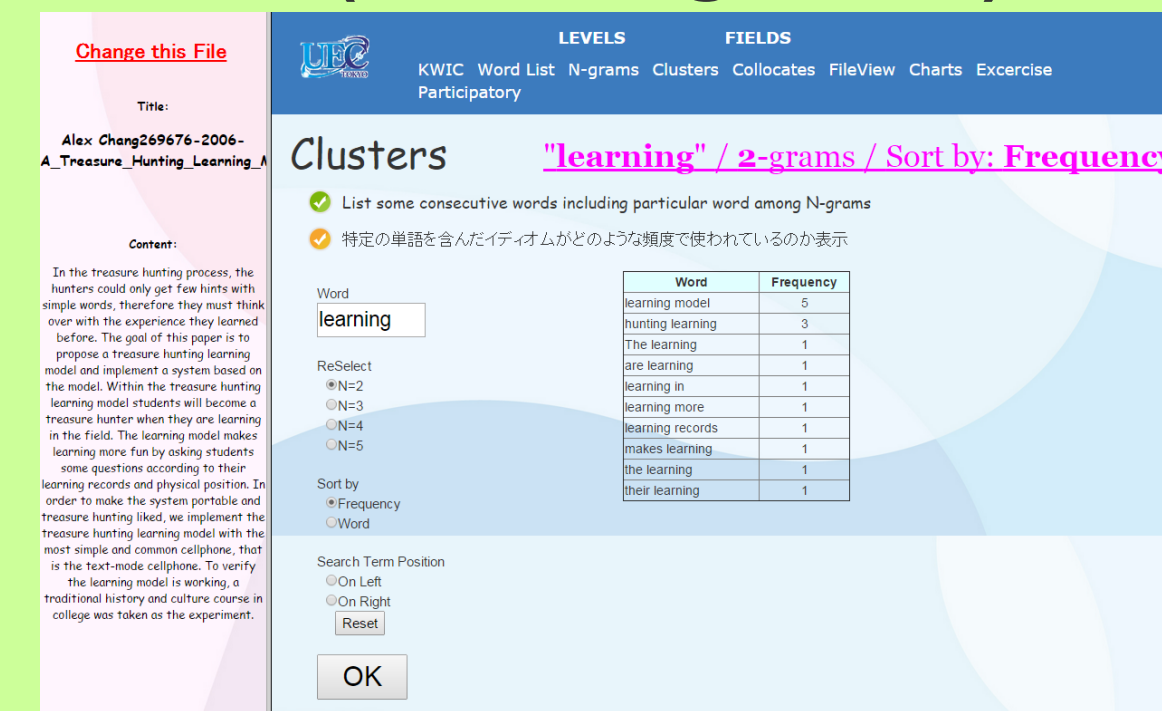 Change this File
Title:
Alex Chang269676-2006-
A_Treasure_Hunting_Learning_
Content:
In the treasure hunting process, the
hunters could only get few hints with
simple words, therefore they must think
over with the experience they learned
before. The goal of this paper is to
propose a treasure hunting learning
model and implement a system based on
the model. Within the treasure hunting
learning model students will become a
treasure hunter when they are learning
in the field. The learning model makes
learning more fun by asking students
some questions according to their
learning records and physical position. In
order to make the system portable and
treasure hunting liked, we implement the
treasure hunting learning model with the
most simple and common cellphone, that
is the text-mode cellphone. To verify
the learning model is working, a
traditional history and culture course in
college was taken as the experiment.
UEC
TOKYO
LEVELS FIELDS
KWIC Word List N-grams Clusters Collocates FileView Charts Excercise
Participatory
Clusters
"learning" / 2-grams / Sort by: Frequency
List some consecutive words including particular word among N-grams
特定の単語を含んだイディオムがどのような頻度で使われているのか表示
Word
learning
ReSelect
N=2
N=3
N=4
N=5
Sort by
Frequency
Word
Search Term Position
On Left
On Right
Reset
OK
Word Frequency
learning model 5
hunting learning 3
The learning 1
are learning 1
learning in 1
learning more 1
learning records 1
makes learning 1
the learning 1
their learning 1